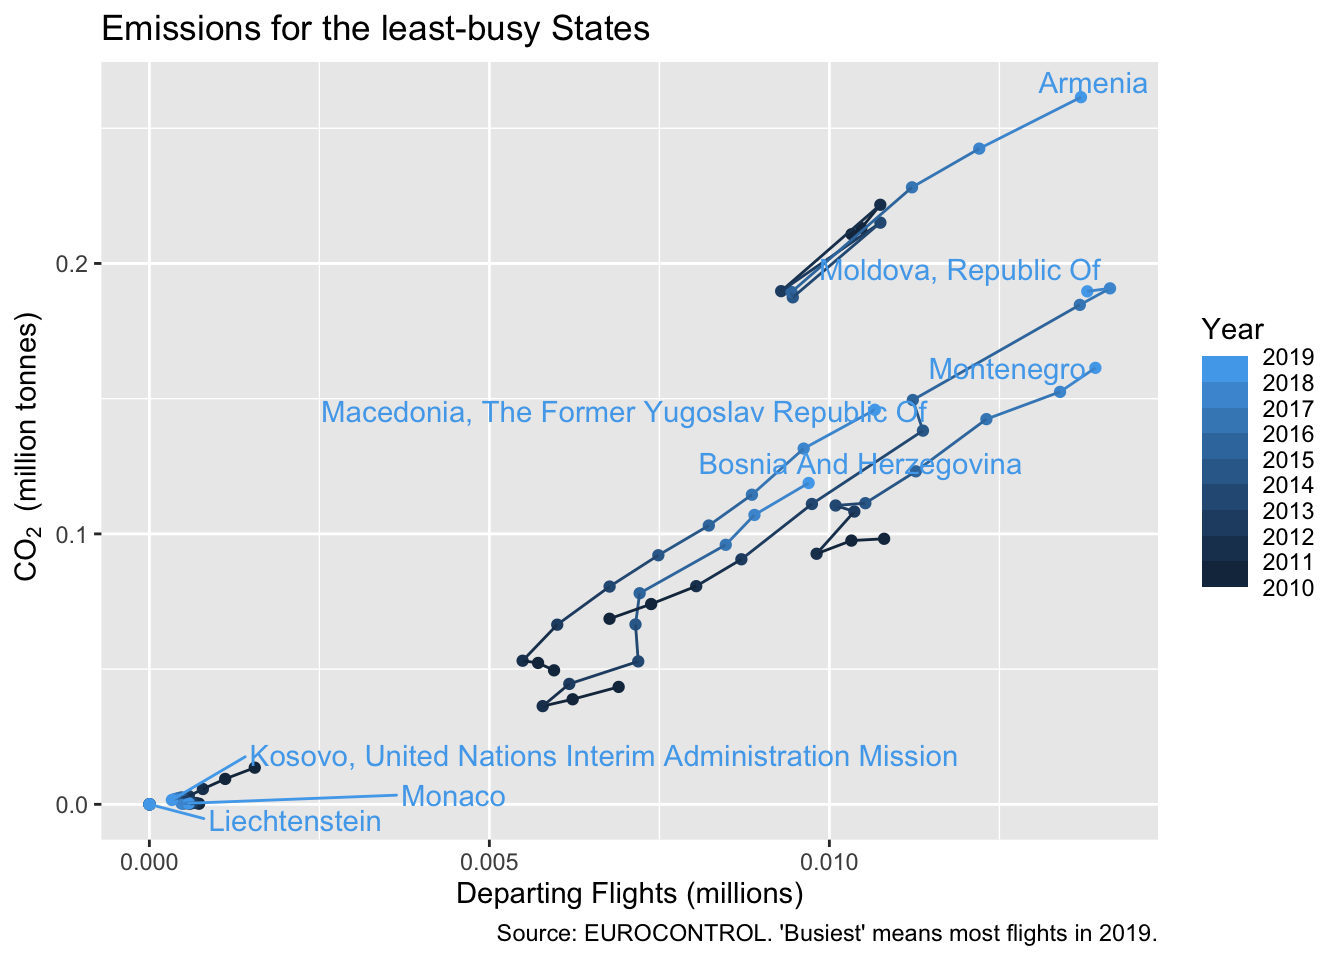 Emissions for the least-busy States
Armenia
Moldova, Republic Of
Montenegro
Macedonia, The Former Yugoslav Republic Of
Bosnia And Herzegovina
Kosovo, United Nations Interim Administration Mission
Monaco
Liechtenstein
0.2
0.1
0.0
CO2 (million tonnes)
0.000 0.005 0.010
Departing Flights (millions)
Year
2019
2018
2017
2016
2015
2014
2013
2012
2011
2010
Source: EUROCONTROL. 'Busiest' means most flights in 2019.